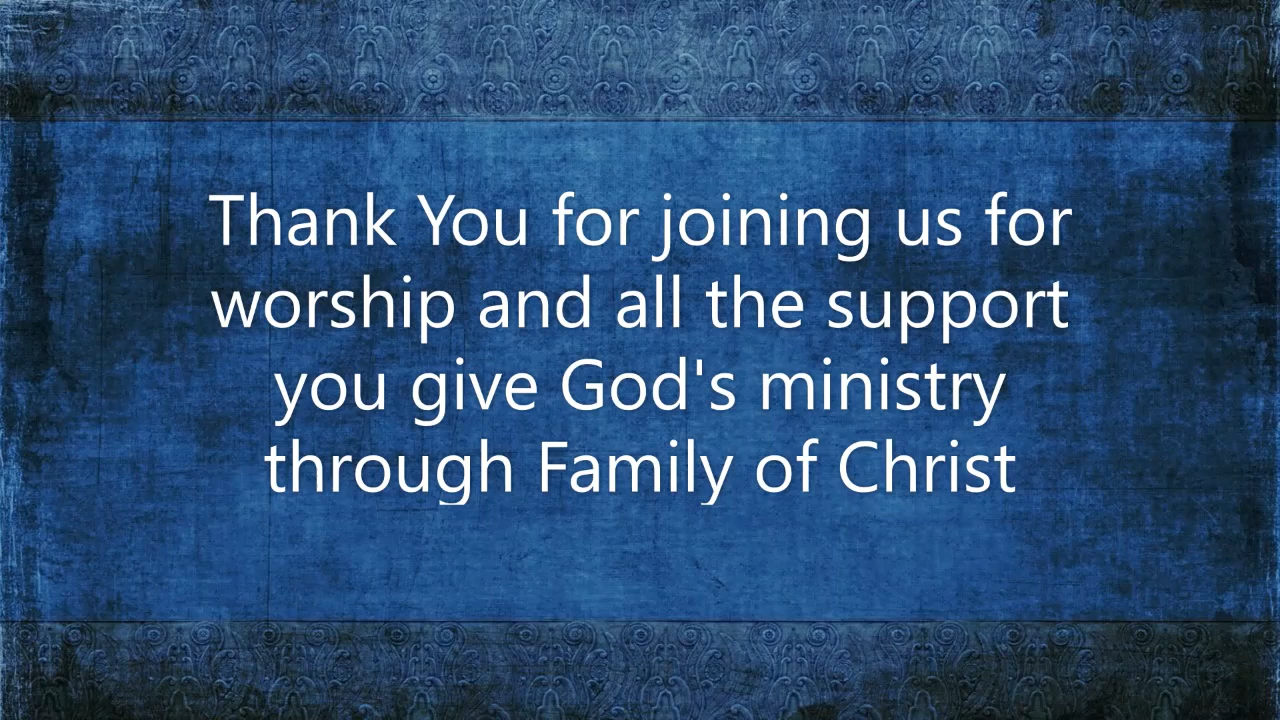 Thank You for joining us for
worship and all the support
you give God's ministry
through Family of Christ